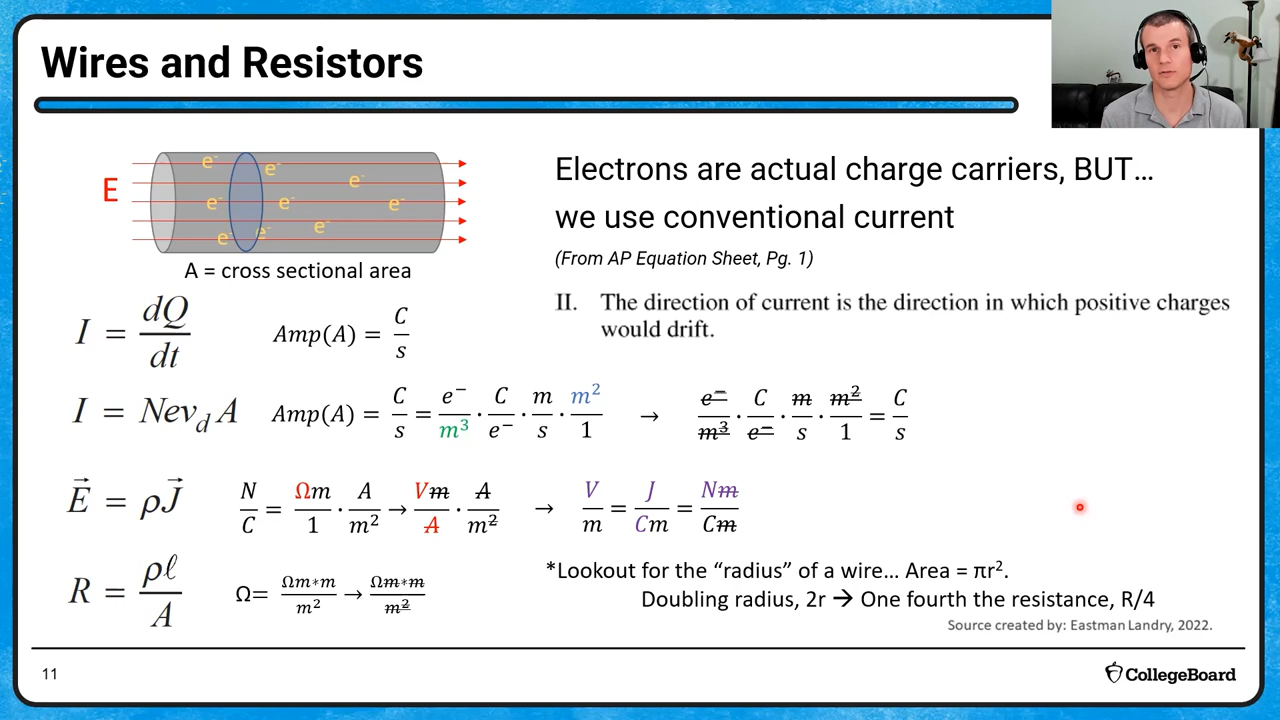 Wires and Resistors
E
e⁻ e⁻ e⁻
e⁻ e⁻ e⁻
e⁻ e⁻ e⁻
A = cross sectional area
Electrons are actual charge carriers, BUT…
we use conventional current
(From AP Equation Sheet, Pg. 1)
II. The direction of current is the direction in which positive charges
would drift.
I = dQ/dt Amp(A) = C/s
I = Nev_d A Amp(A) = C/s = e⁻/m³ · C/e⁻ · m/s · m²/1 → e⁻/m³ · C/e⁻ · m/s · m²/1 = C/s
E⃗ = ρJ⃗ N/C = Ωm/1 · A/m² → Vm/A · A/m² → V/m = J/Cm = Nm/Cm
R = ρℓ/A Ω= Ωm∗m/m² → Ωm∗m/m²
*Lookout for the “radius” of a wire… Area = πr².
Doubling radius, 2r → One fourth the resistance, R/4
Source created by: Eastman Landry, 2022.
11
CollegeBoard